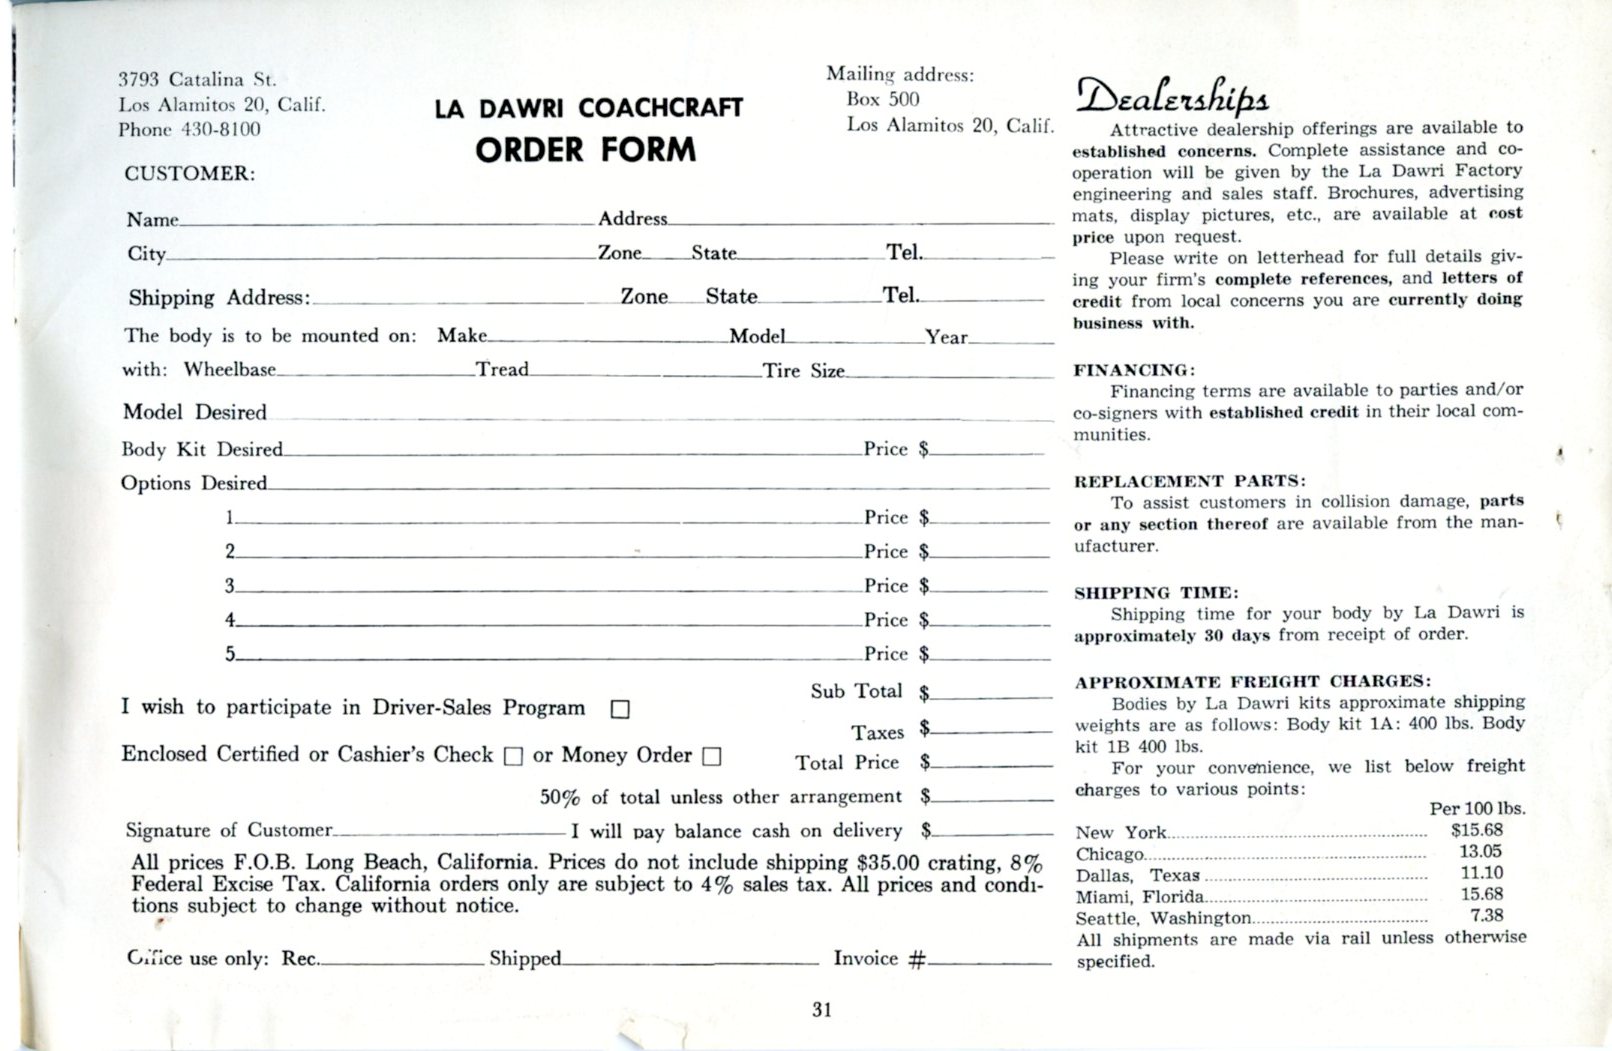 3793 Catalina St.
Los Alamitos 20, Calif.
Phone 430-8100
LA DAWRI COACHCRAFT
ORDER FORM
Mailing address:
Box 500
Los Alamitos 20, Calif.
CUSTOMER:
Name Address
City Zone State Tel.
Shipping Address: Zone State Tel.
The body is to be mounted on: Make Model Year
with: Wheelbase Tread Tire Size
Model Desired
Body Kit Desired Price $
Options Desired
1 Price $
2 Price $
3 Price $
4 Price $
5 Price $
Sub Total $
I wish to participate in Driver-Sales Program ☐
Taxes $
Enclosed Certified or Cashier's Check ☐ or Money Order ☐
Total Price $
50% of total unless other arrangement $
Signature of Customer I will pay balance cash on delivery $
All prices F.O.B. Long Beach, California. Prices do not include shipping $35.00 crating, 8%
Federal Excise Tax. California orders only are subject to 4% sales tax. All prices and condi-
tions subject to change without notice.
Office use only: Rec. Shipped Invoice #
Dealerships
Attractive dealership offerings are available to
established concerns. Complete assistance and co-
operation will be given by the La Dawri Factory
engineering and sales staff. Brochures, advertising
mats, display pictures, etc., are available at cost
price upon request.
Please write on letterhead for full details giv-
ing your firm's complete references, and letters of
credit from local concerns you are currently doing
business with.
FINANCING:
Financing terms are available to parties and/or
co-signers with established credit in their local com-
munities.
REPLACEMENT PARTS:
To assist customers in collision damage, parts
or any section thereof are available from the man-
ufacturer.
SHIPPING TIME:
Shipping time for your body by La Dawri is
approximately 30 days from receipt of order.
APPROXIMATE FREIGHT CHARGES:
Bodies by La Dawri kits approximate shipping
weights are as follows: Body kit 1A: 400 lbs. Body
kit 1B 400 lbs.
For your convenience, we list below freight
charges to various points:
Per 100 lbs.
New York $15.68
Chicago 13.05
Dallas, Texas 11.10
Miami, Florida 15.68
Seattle, Washington 7.38
All shipments are made via rail unless otherwise
specified.
31